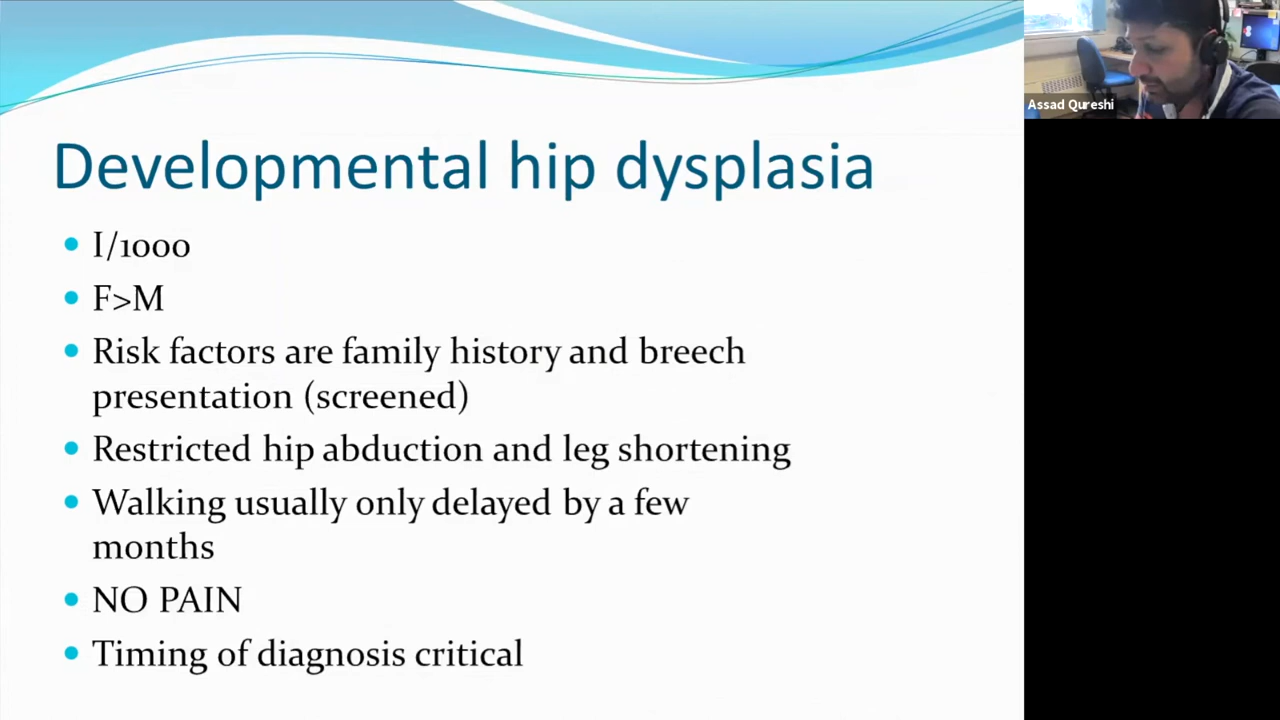 Assad Qureshi
Developmental hip dysplasia
• I/1000
• F>M
• Risk factors are family history and breech
presentation (screened)
• Restricted hip abduction and leg shortening
• Walking usually only delayed by a few
months
• NO PAIN
• Timing of diagnosis critical